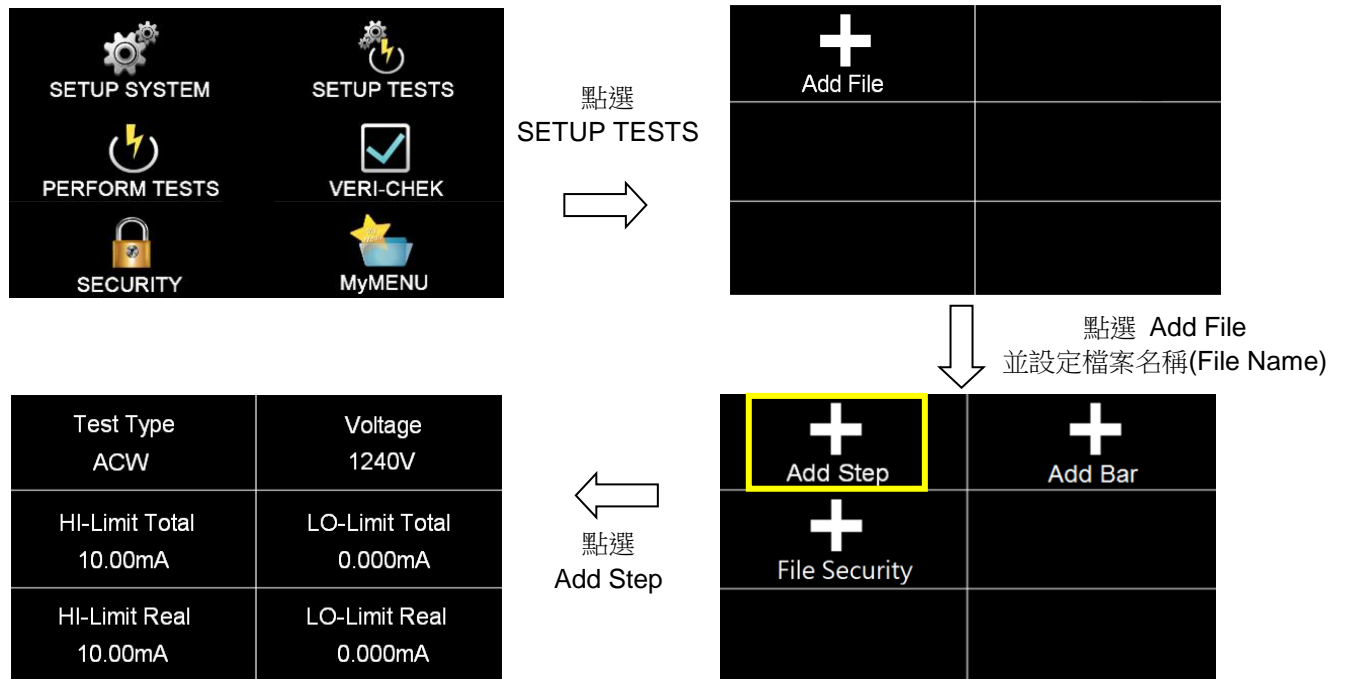 SETUP SYSTEM
SETUP TESTS
PERFORM TESTS
VERI-CHEK
SECURITY
MyMENU
點選
SETUP TESTS
Add File
點選 Add File
並設定檔案名稱(File Name)
Add Step
Add Bar
File Security
點選
Add Step
Test Type
ACW
Voltage
1240V
HI-Limit Total
10.00mA
LO-Limit Total
0.000mA
HI-Limit Real
10.00mA
LO-Limit Real
0.000mA